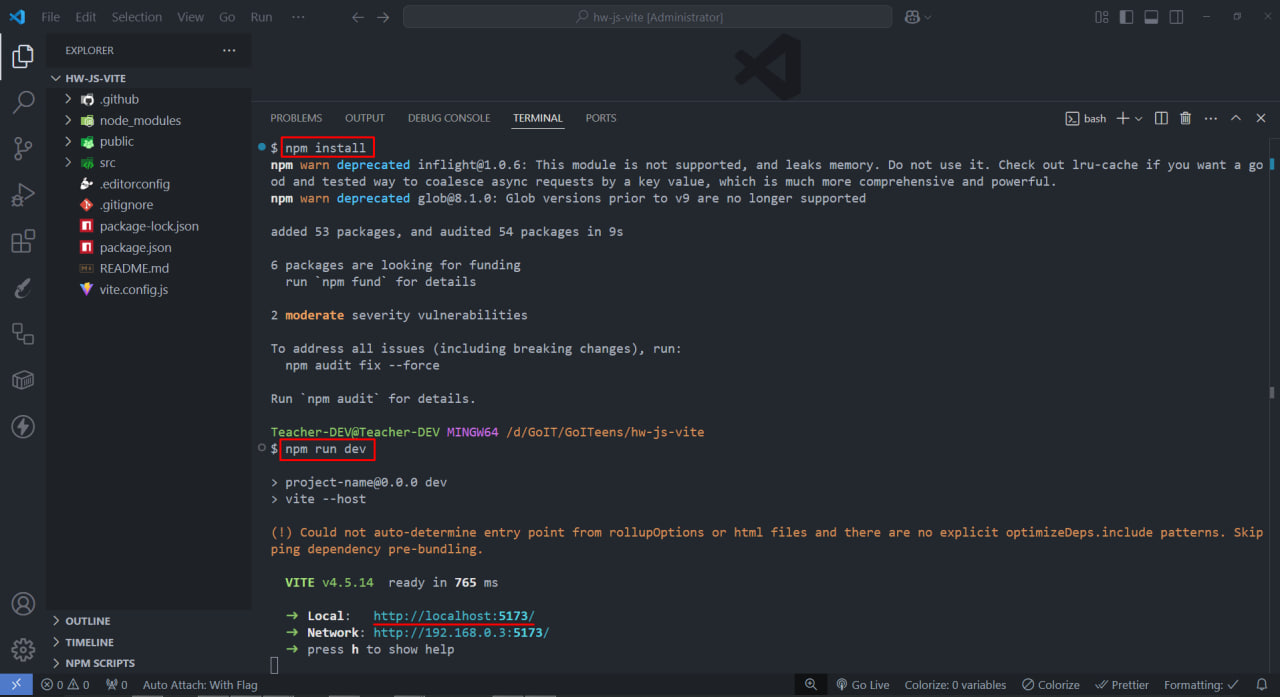 File Edit Selection View Go Run ···
hw-js-vite [Administrator]
EXPLORER
HW-JS-VITE
.github
node_modules
public
src
.editorconfig
.gitignore
package-lock.json
package.json
README.md
vite.config.js
OUTLINE
TIMELINE
NPM SCRIPTS
PROBLEMS OUTPUT DEBUG CONSOLE TERMINAL PORTS
bash
$ npm install
npm warn deprecated inflight@1.0.6: This module is not supported, and leaks memory. Do not use it. Check out lru-cache if you want a go
od and tested way to coalesce async requests by a key value, which is much more comprehensive and powerful.
npm warn deprecated glob@8.1.0: Glob versions prior to v9 are no longer supported
added 53 packages, and audited 54 packages in 9s
6 packages are looking for funding
run `npm fund` for details
2 moderate severity vulnerabilities
To address all issues (including breaking changes), run:
npm audit fix --force
Run `npm audit` for details.
Teacher-DEV@Teacher-DEV MINGW64 /d/GoIT/GoITeens/hw-js-vite
$ npm run dev
> project-name@0.0.0 dev
> vite --host
(!) Could not auto-determine entry point from rollupOptions or html files and there are no explicit optimizeDeps.include patterns. Skip
ping dependency pre-bundling.
VITE v4.5.14 ready in 765 ms
➜ Local: http://localhost:5173/
➜ Network: http://192.168.0.3:5173/
➜ press h to show help
0 0 0 Auto Attach: With Flag Go Live Colorize: 0 variables Colorize Prettier Formatting: ✓